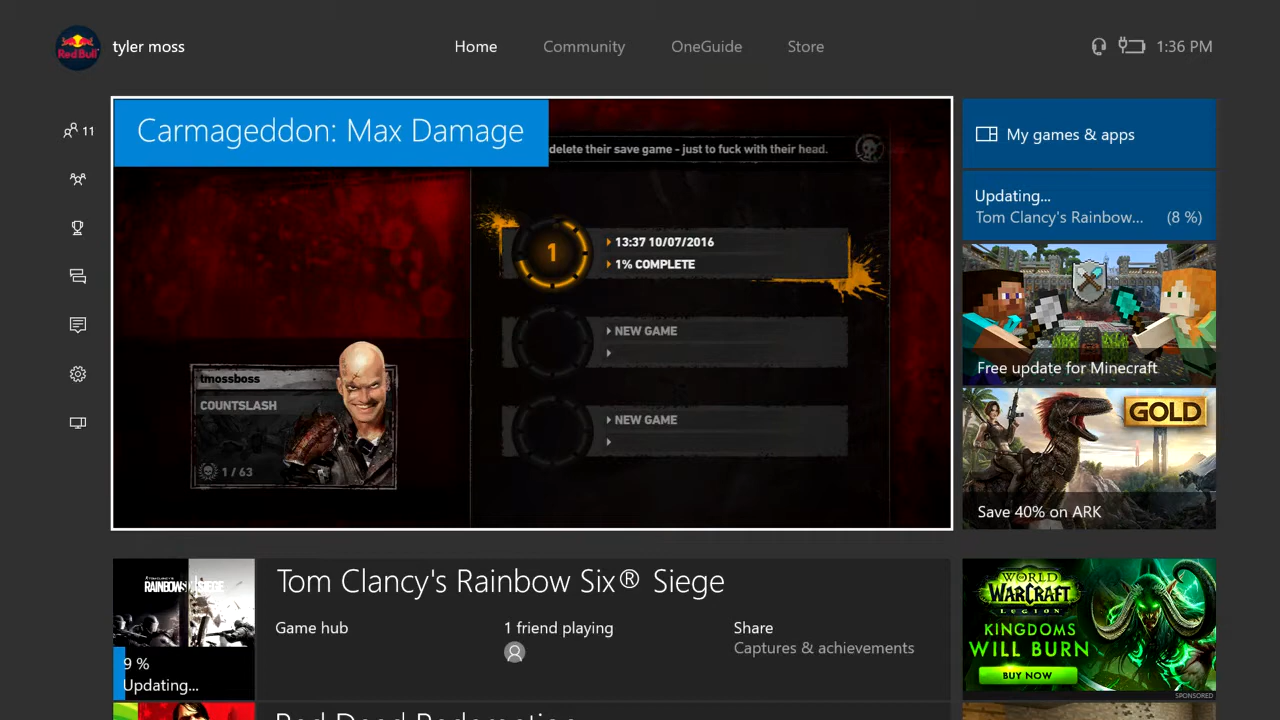 RedBull
tyler moss
Home
Community
OneGuide
Store
1:36 PM
11
Carmageddon: Max Damage
delete their save game - just to fuck with their head.
1
13:37 10/07/2016
1% COMPLETE
NEW GAME
NEW GAME
tmossboss
COUNTSLASH
1 / 63
My games & apps
Updating...
Tom Clancy's Rainbow... (8 %)
Free update for Minecraft
GOLD
Save 40% on ARK
Tom Clancy's Rainbow Six® Siege
Game hub
1 friend playing
Share
Captures & achievements
9 %
Updating...
WORLD
WARCRAFT
LEGION
KINGDOMS
WILL BURN
BUY NOW
SPONSORED
Red Dead Redemption